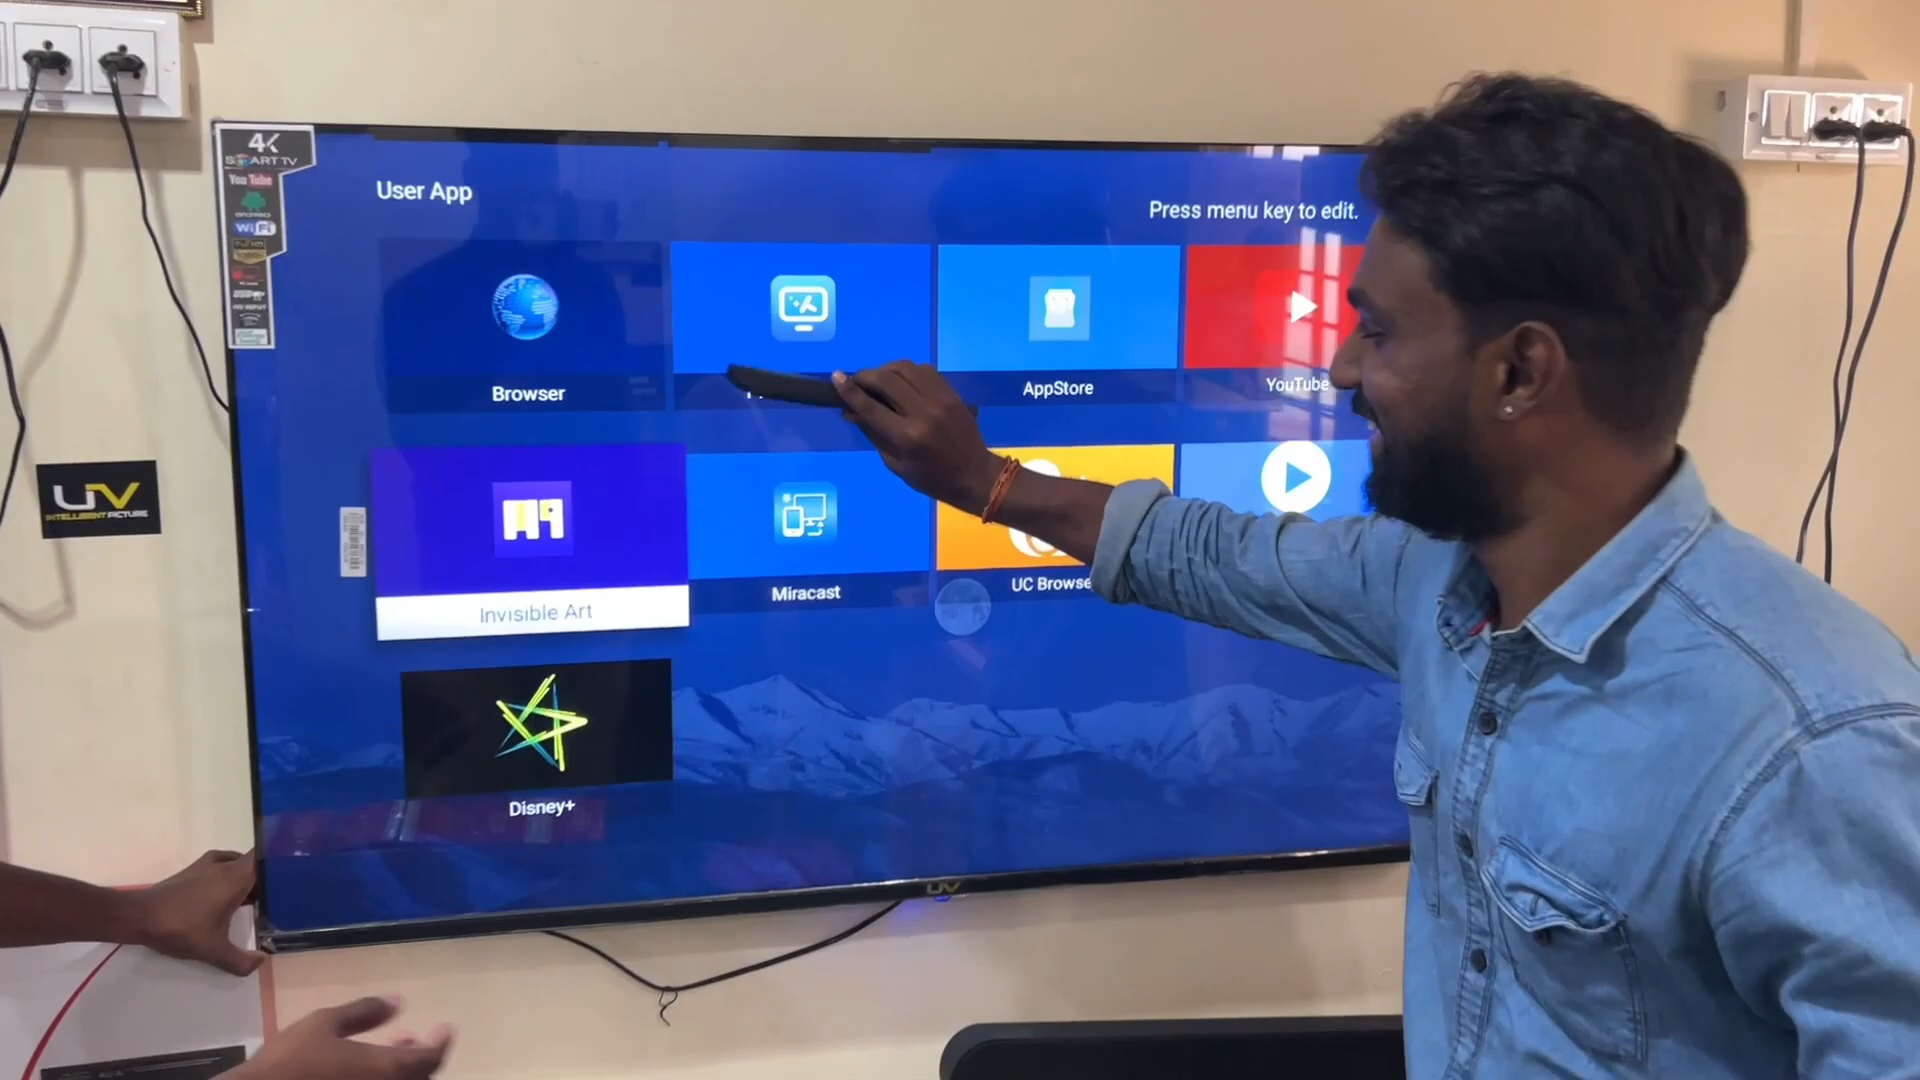 4K
SMART TV
YouTube
ANDROID
WiFi
User App
Press menu key to edit.
Browser
AppStore
YouTube
UV
INTELLIGENT PICTURE
Invisible Art
Miracast
UC Browse
Disney+
UV